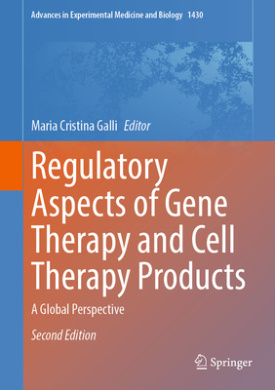 Advances in Experimental Medicine and Biology 1430
Maria Cristina Galli Editor
Regulatory
Aspects of Gene
Therapy and Cell
Therapy Products
A Global Perspective
Second Edition
Springer